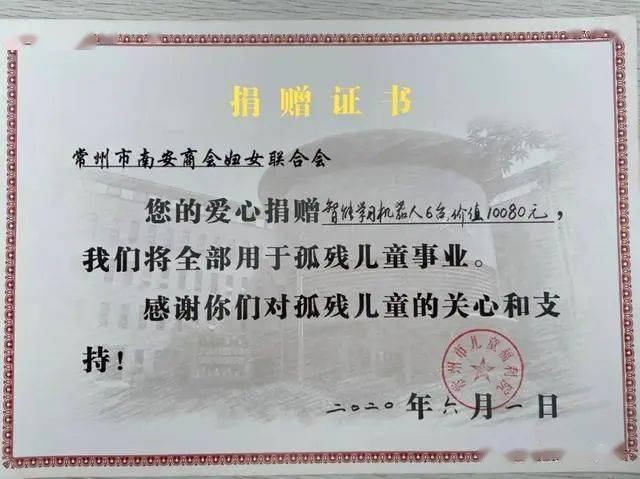 捐赠证书
常州市南安商会妇女联合会
您的爱心捐赠智能学习机器人6台,价值10080元,
我们将全部用于孤残儿童事业。
感谢你们对孤残儿童的关心和支
持!
常州市儿童福利院
二〇二〇年六月一日